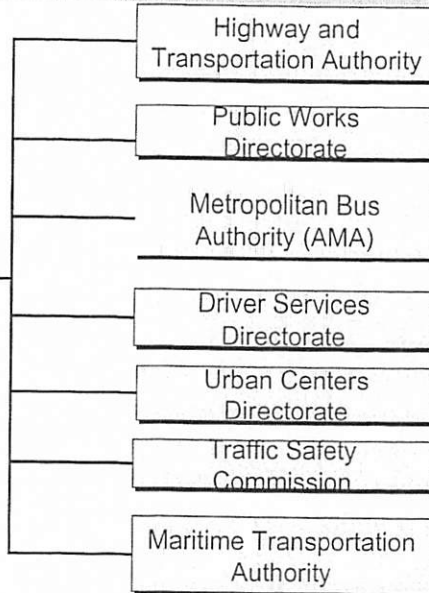 Highway and
Transportation Authority
Public Works
Directorate
Metropolitan Bus
Authority (AMA)
Driver Services
Directorate
Urban Centers
Directorate
Traffic Safety
Commission
Maritime Transportation
Authority